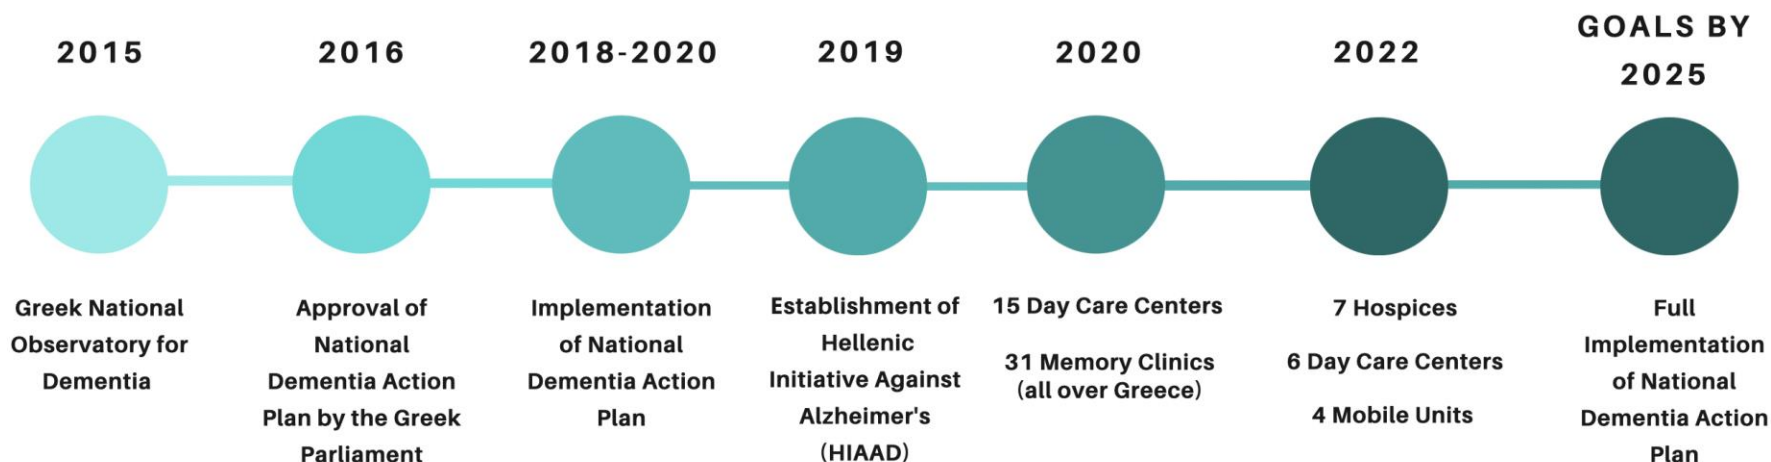 2015
Greek National
Observatory for
Dementia
2016
Approval of
National
Dementia Action
Plan by the Greek
Parliament
2018-2020
Implementation
of National
Dementia Action
Plan
2019
Establishment of
Hellenic
Initiative Against
Alzheimer's
(HIAAD)
2020
15 Day Care Centers
31 Memory Clinics
(all over Greece)
2022
7 Hospices
6 Day Care Centers
4 Mobile Units
GOALS BY
2025
Full
Implementation
of National
Dementia Action
Plan